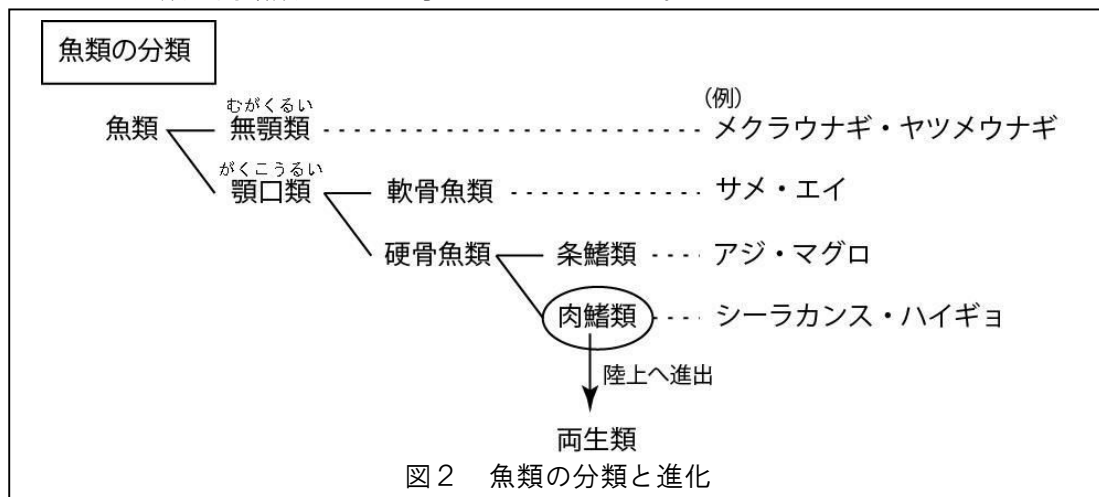 魚類の分類
(例)
むがくるい
魚類 無顎類 メクラウナギ・ヤツメウナギ
がくこうるい
顎口類 軟骨魚類 サメ・エイ
硬骨魚類 条鰭類 アジ・マグロ
肉鰭類 シーラカンス・ハイギョ
陸上へ進出
両生類
図2 魚類の分類と進化